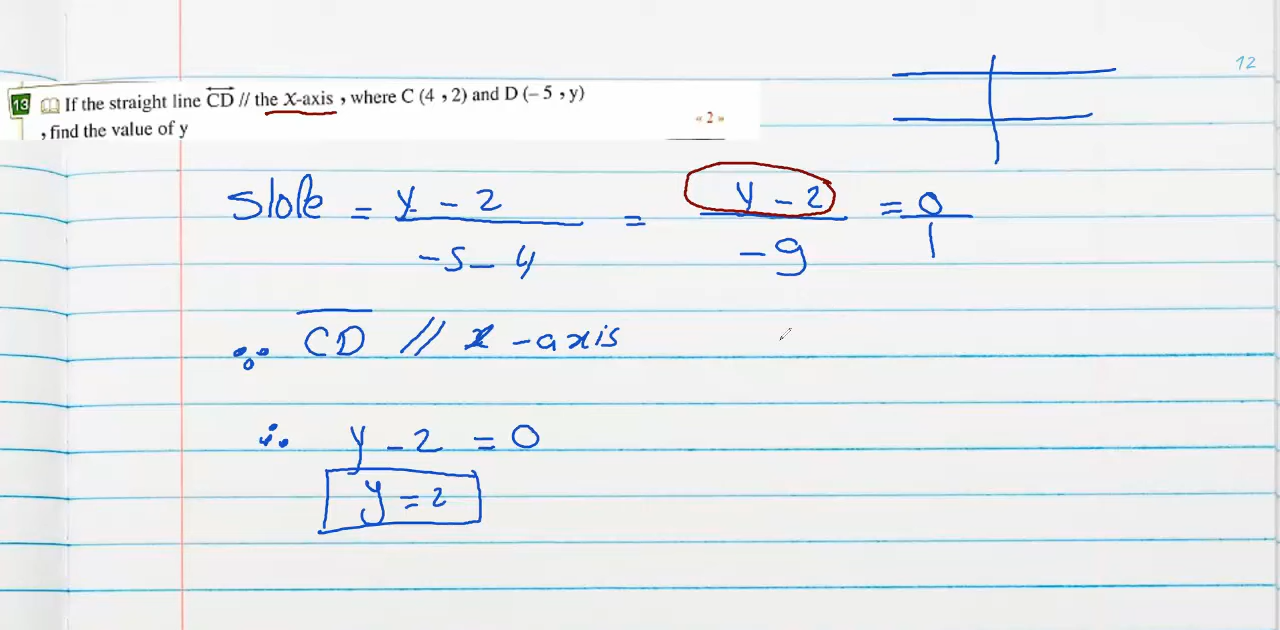 12
13 If the straight line CD // the X-axis , where C (4 , 2) and D (– 5 , y)
, find the value of y « 2 »
Slope = y - 2 / -5 - 4 = y - 2 / -9 = 0 / 1
∵ CD // x - axis
∴ y - 2 = 0
y = 2